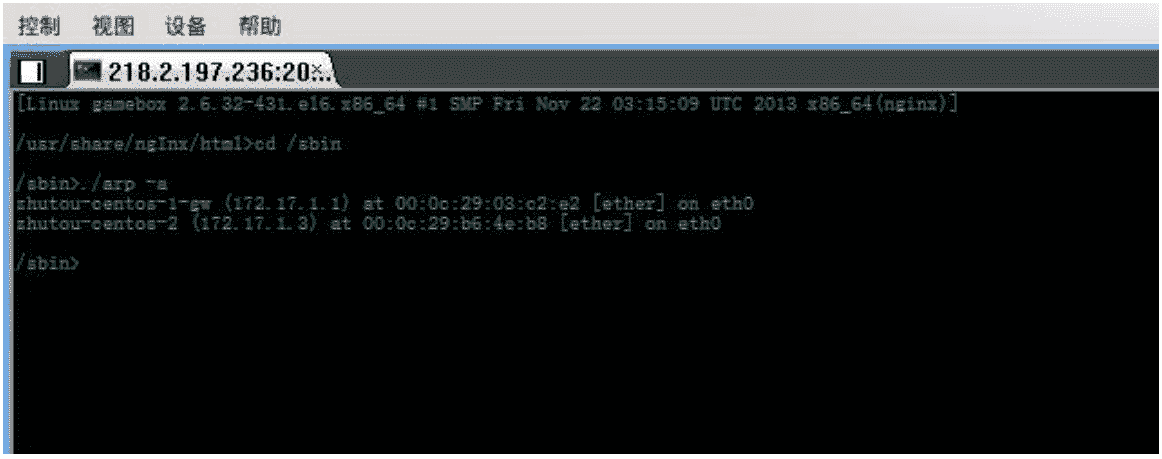 控制 视图 设备 帮助
218.2.197.236:20...
[Linux gamebox 2.6.32-431.el6.x86_64 #1 SMP Fri Nov 22 03:15:09 UTC 2013 x86_64(nginx)]
/usr/share/nginx/html>cd /sbin
/sbin>./arp -a
zhutou-centos-1-gw (172.17.1.1) at 00:0c:29:03:c2:e2 [ether] on eth0
zhutou-centos-2 (172.17.1.3) at 00:0c:29:b6:4e:b8 [ether] on eth0
/sbin>